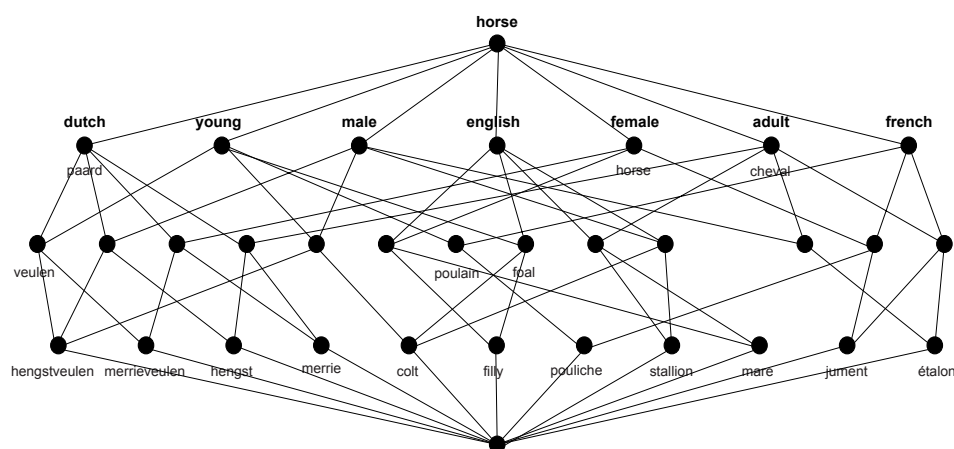 horse
dutch young male english female adult french
paard horse cheval
veulen poulain foal
hengstveulen merrieveulen hengst merrie colt filly pouliche stallion mare jument étalon